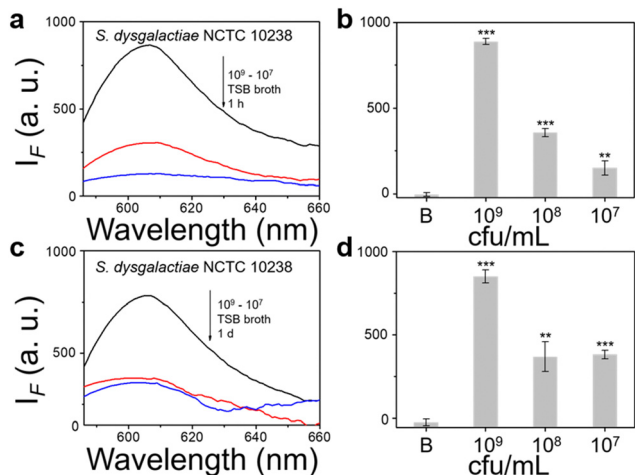 a
S. dysgalactiae NCTC 10238
10⁹ - 10⁷
TSB broth
1 h
I_F (a. u.)
1000
500
0
600 620 640 660
Wavelength (nm)
b
1000
500
0
***
***
**
B 10⁹ 10⁸ 10⁷
cfu/mL
c
S. dysgalactiae NCTC 10238
10⁹ - 10⁷
TSB broth
1 d
I_F (a. u.)
1000
500
0
600 620 640 660
Wavelength (nm)
d
1000
500
0
***
**
***
B 10⁹ 10⁸ 10⁷
cfu/mL